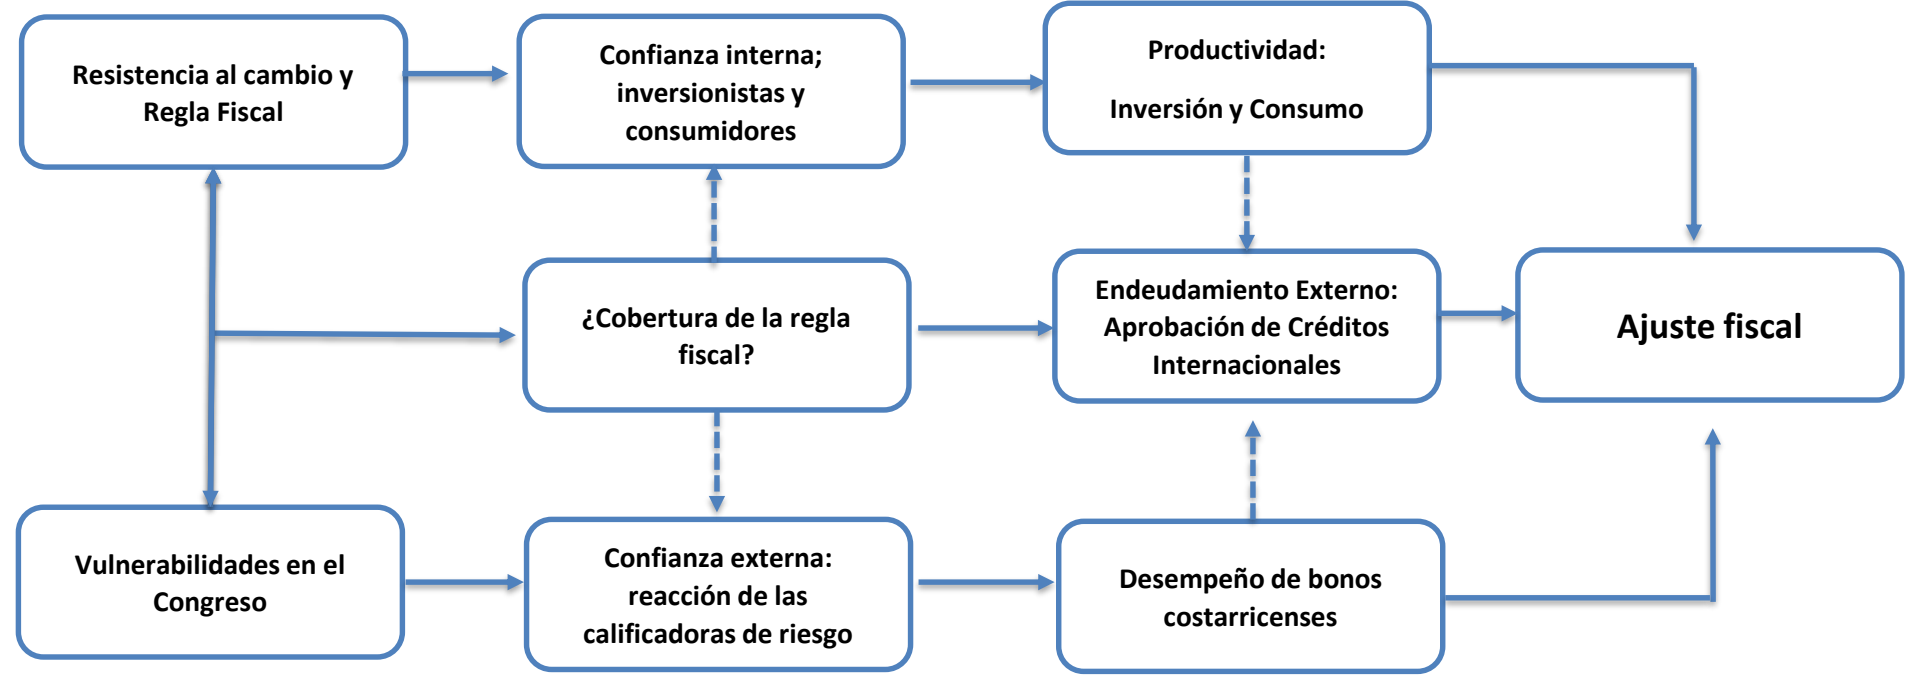 Resistencia al cambio y
Regla Fiscal
Confianza interna;
inversionistas y
consumidores
Productividad:
Inversión y Consumo
¿Cobertura de la regla
fiscal?
Endeudamiento Externo:
Aprobación de Créditos
Internacionales
Ajuste fiscal
Vulnerabilidades en el
Congreso
Confianza externa:
reacción de las
calificadoras de riesgo
Desempeño de bonos
costarricenses